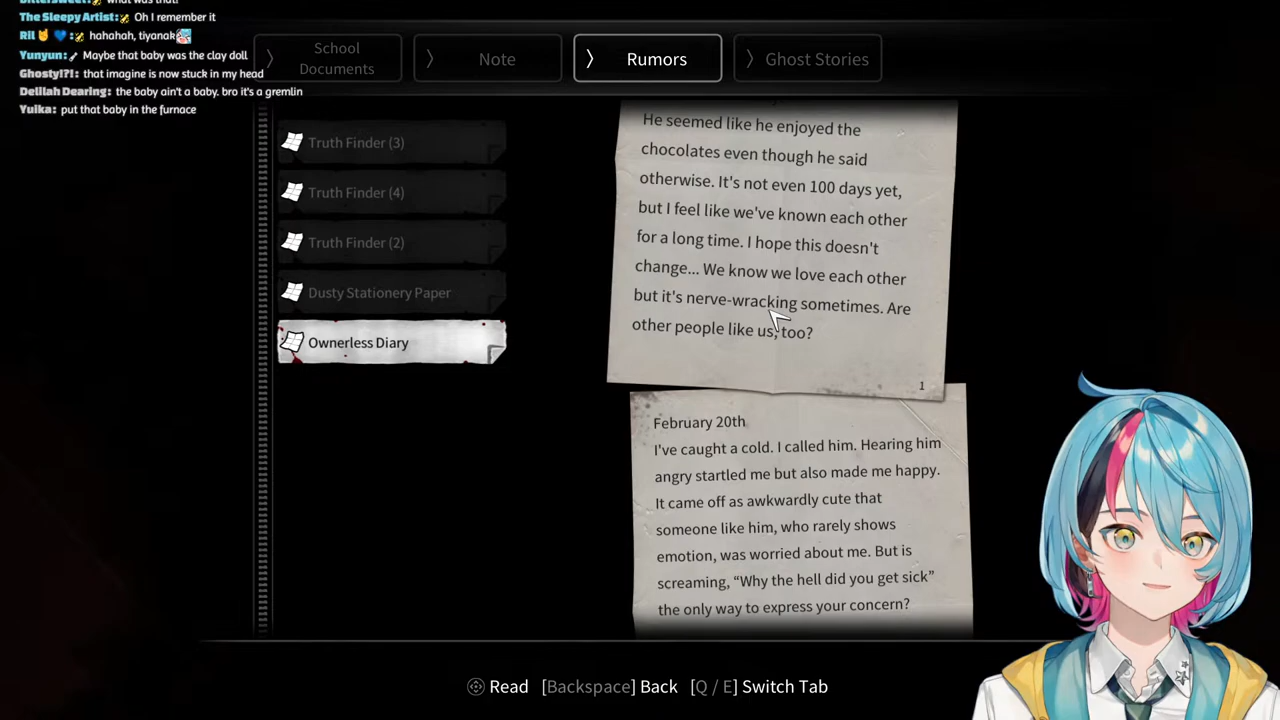 what was that!
The Sleepy Artist: Oh I remember it
Ril: hahahah, tiyanak
Yunyun: Maybe that baby was the clay doll
Ghosty!?!: that imagine is now stuck in my head
Delilah Dearing: the baby ain't a baby. bro it's a gremlin
Yuika: put that baby in the furnace
School
Documents
Note
Rumors
Ghost Stories
Truth Finder (3)
Truth Finder (4)
Truth Finder (2)
Dusty Stationery Paper
Ownerless Diary
He seemed like he enjoyed the
chocolates even though he said
otherwise. It's not even 100 days yet,
but I feel like we've known each other
for a long time. I hope this doesn't
change... We know we love each other
but it's nerve-wracking sometimes. Are
other people like us, too?
1
February 20th
I've caught a cold. I called him. Hearing him
angry startled me but also made me happy.
It came off as awkwardly cute that
someone like him, who rarely shows
emotion, was worried about me. But is
screaming, “Why the hell did you get sick”
the only way to express your concern?
Read [Backspace] Back [Q / E] Switch Tab